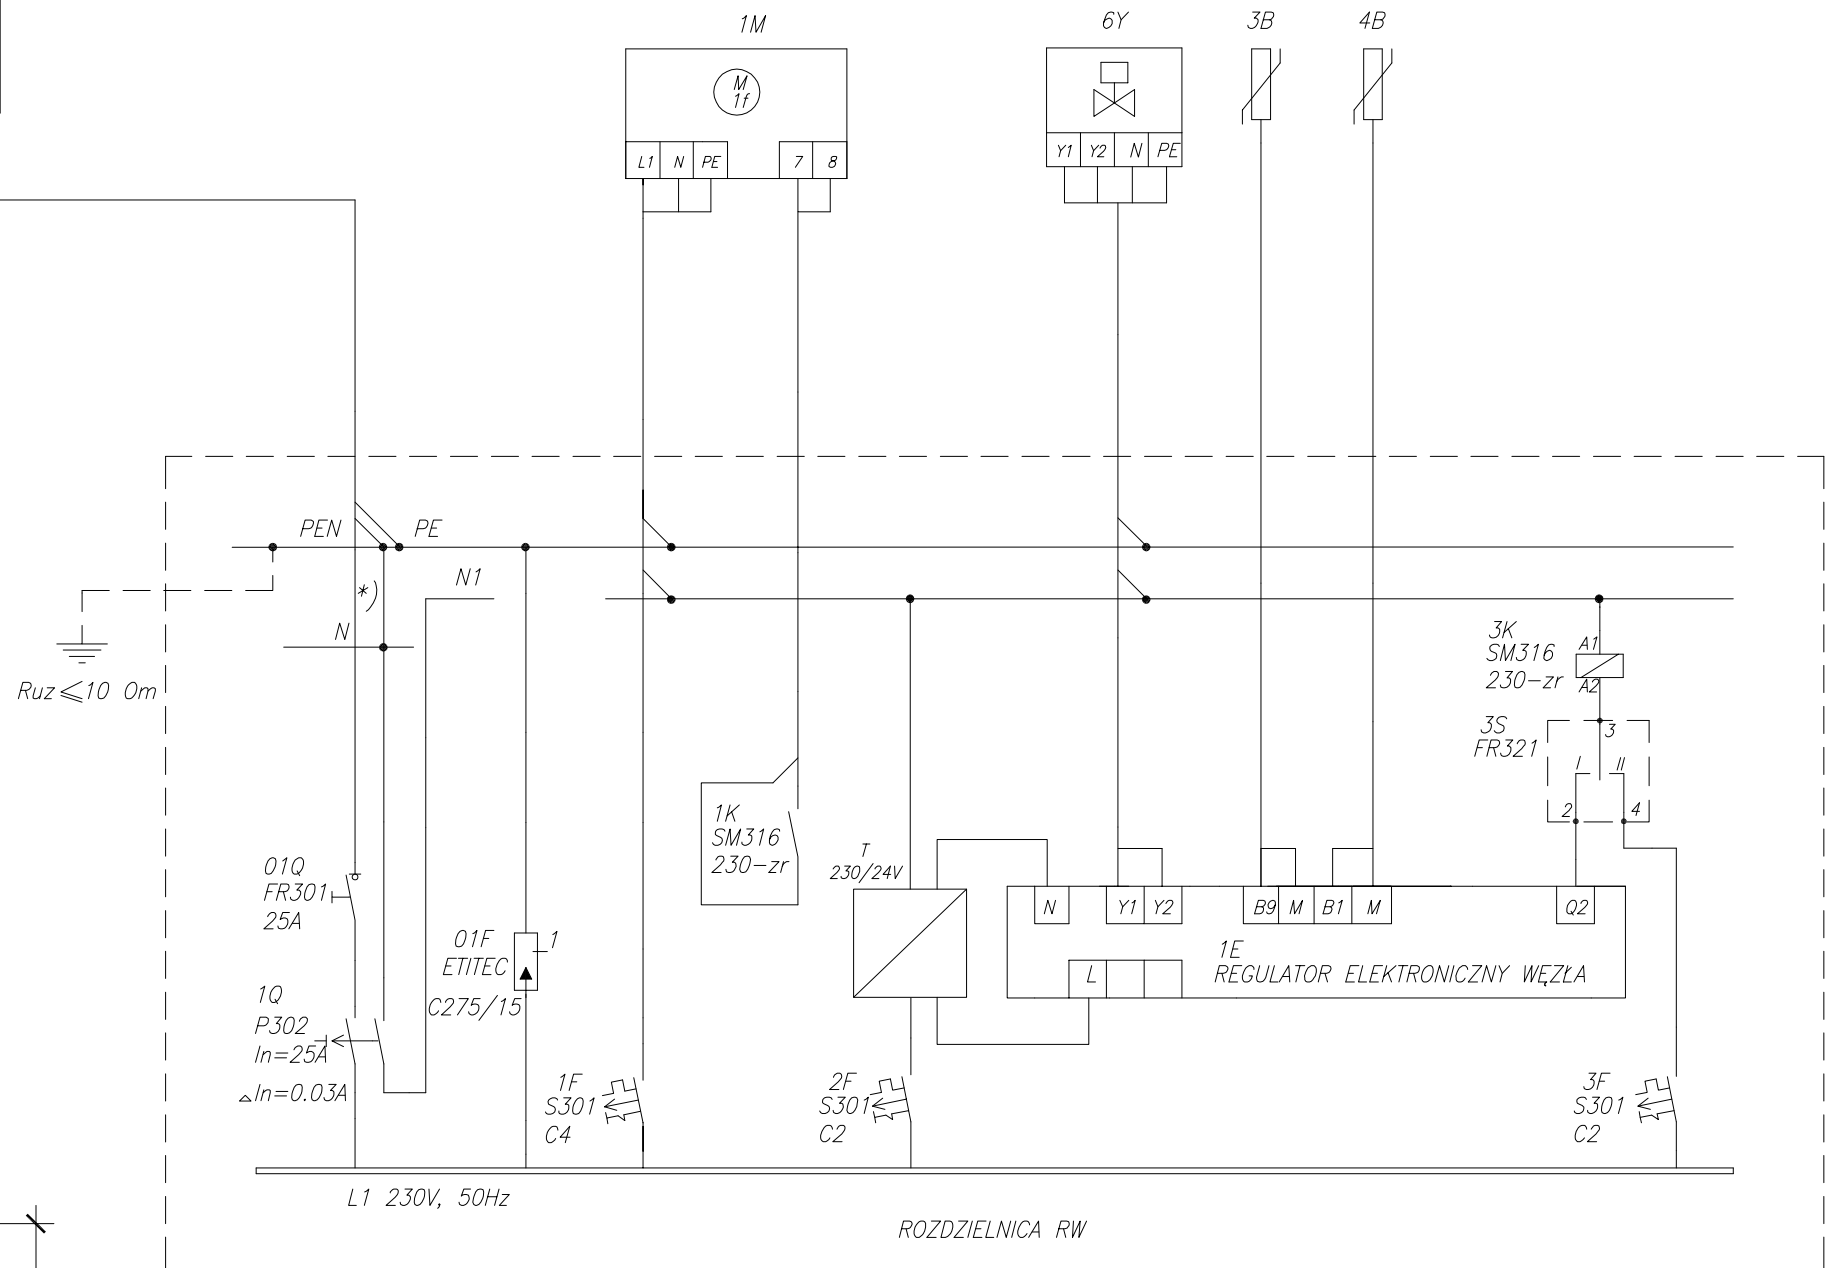 1M
6Y
3B
4B
M
1f
L1 N PE
7 8
Y1 Y2 N PE
PEN
PE
N1
*)
N
Ruz⩽10 Om
3K
SM316
230-zr
A1
A2
3S
FR321
3
I II
2
4
1K
SM316
230-zr
T
230/24V
01Q
FR301
25A
01F
ETITEC
C275/15
1
N
Y1 Y2
B9 M B1 M
Q2
L
1E
REGULATOR ELEKTRONICZNY WĘZŁA
1Q
P302
In=25A
△In=0.03A
1F
S301
C4
2F
S301
C2
3F
S301
C2
L1 230V, 50Hz
ROZDZIELNICA RW